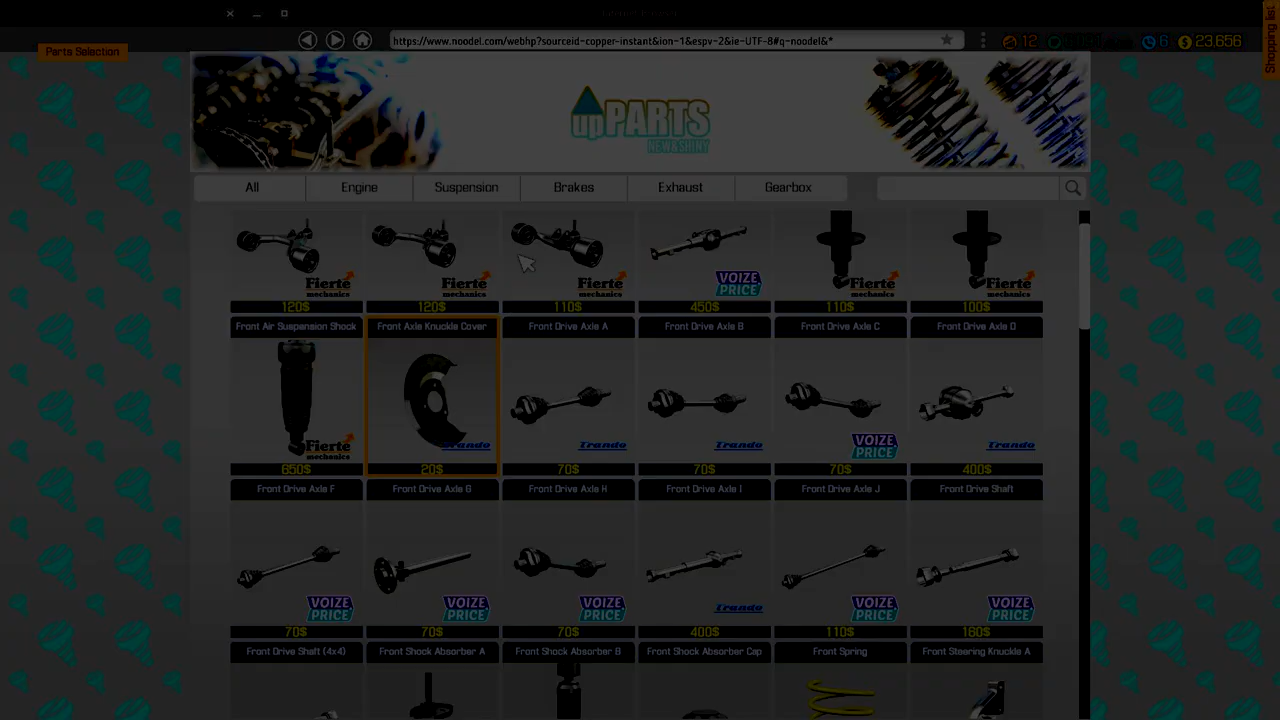 Parts Selection
https://www.noodel.com/webhp?sourceid-copper-instant&ion-1&espv-2&ie-UTF-8#q-noodel&*
12
6
23.656
Shopping list
upPARTS
NEW&SHINY
All
Engine
Suspension
Brakes
Exhaust
Gearbox
Fierte mechanics
Fierte mechanics
Fierte mechanics
VOIZE PRICE
Fierte mechanics
Fierte mechanics
120$
120$
110$
450$
110$
100$
Front Air Suspension Shock
Front Axle Knuckle Cover
Front Drive Axle A
Front Drive Axle B
Front Drive Axle C
Front Drive Axle D
Fierte mechanics
Trando
Trando
Trando
VOIZE PRICE
Trando
650$
20$
70$
70$
70$
400$
Front Drive Axle F
Front Drive Axle G
Front Drive Axle H
Front Drive Axle I
Front Drive Axle J
Front Drive Shaft
VOIZE PRICE
VOIZE PRICE
VOIZE PRICE
Trando
VOIZE PRICE
VOIZE PRICE
70$
70$
70$
400$
110$
160$
Front Drive Shaft (4x4)
Front Shock Absorber A
Front Shock Absorber B
Front Shock Absorber Cap
Front Spring
Front Steering Knuckle A